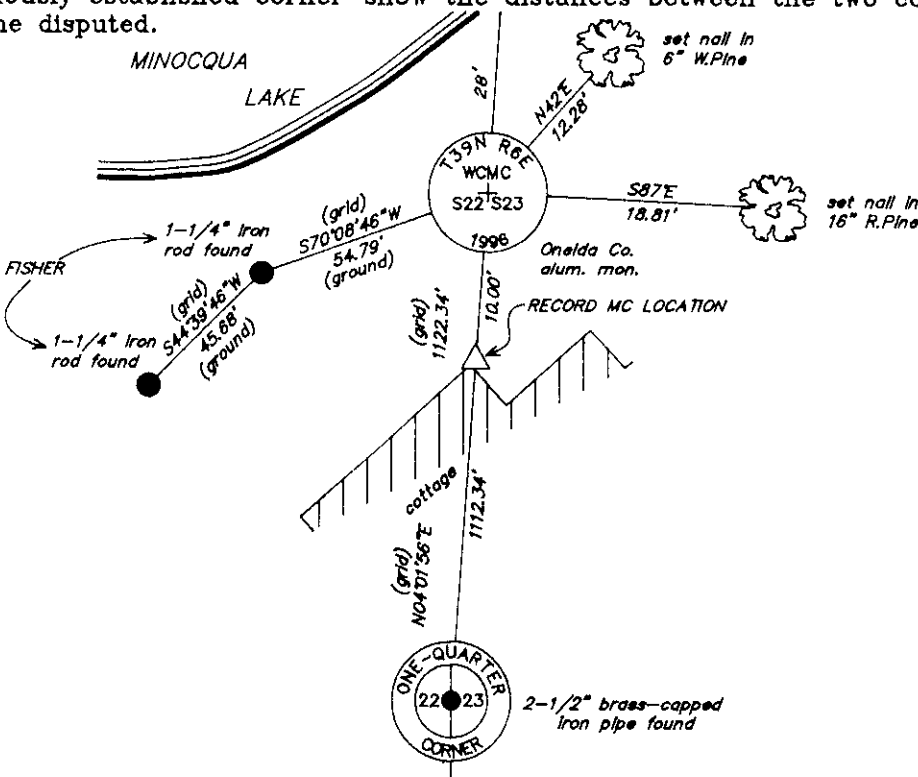 iously established corner show the distances between the two co
ne disputed.
MINOCQUA
LAKE
28'
N42°E
12.28'
set nail in
6" W.Pine
T39N R6E
WCMC
S22 S23
1996
S87°E
18.81'
set nail in
16" R.Pine
Oneida Co.
alum. mon.
(grid)
S70°08'46"W
54.79'
(ground)
1-1/4" iron
rod found
FISHER
(grid)
S44°39'46"W
45.68'
(ground)
1-1/4" iron
rod found
(grid)
1122.34'
10.00'
RECORD MC LOCATION
cottage
1112.34'
(grid)
N04°01'56"E
ONE-QUARTER
22 23
CORNER
2-1/2" brass-capped
iron pipe found